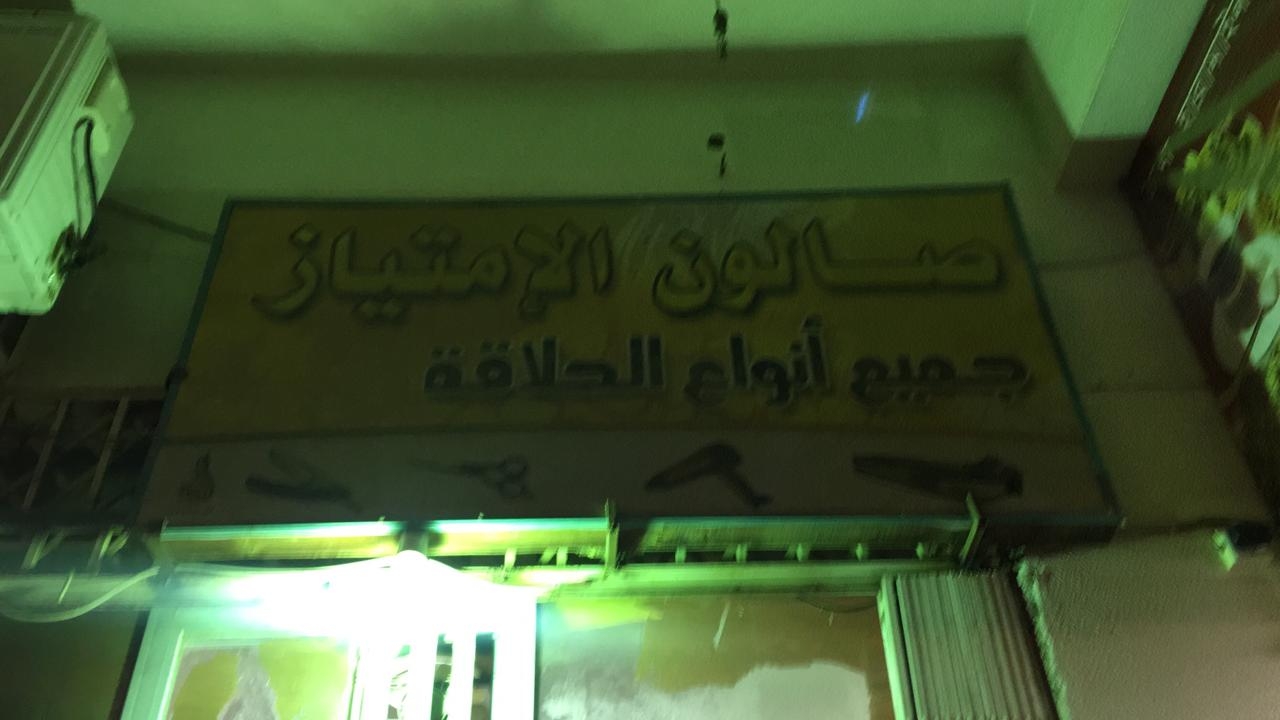 صالون الإمتياز
جميع أنواع الحلاقة